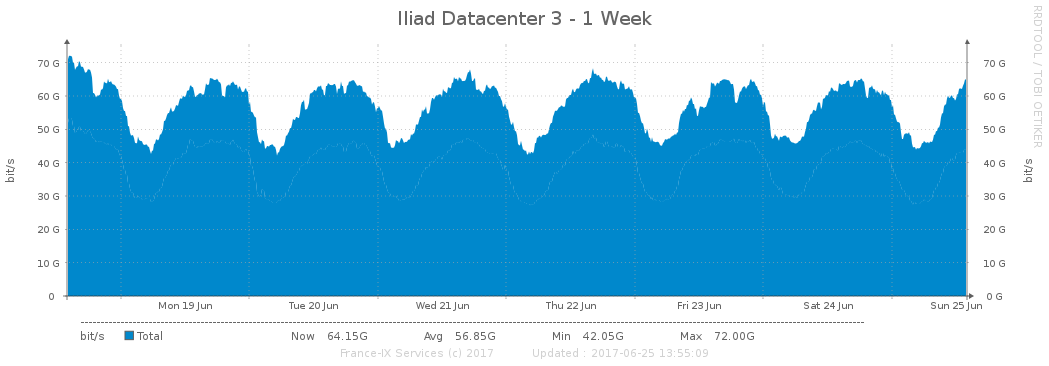 Iliad Datacenter 3 - 1 Week
RRDTOOL / TOBI OETIKER
bit/s
70 G
60 G
50 G
40 G
30 G
20 G
10 G
0
70 G
60 G
50 G
40 G
30 G
20 G
10 G
0 G
bit/s
Mon 19 Jun Tue 20 Jun Wed 21 Jun Thu 22 Jun Fri 23 Jun Sat 24 Jun Sun 25 Jun
bit/s Total Now 64.15G Avg 56.85G Min 42.05G Max 72.00G
France-IX Services (c) 2017 Updated : 2017-06-25 13:55:09